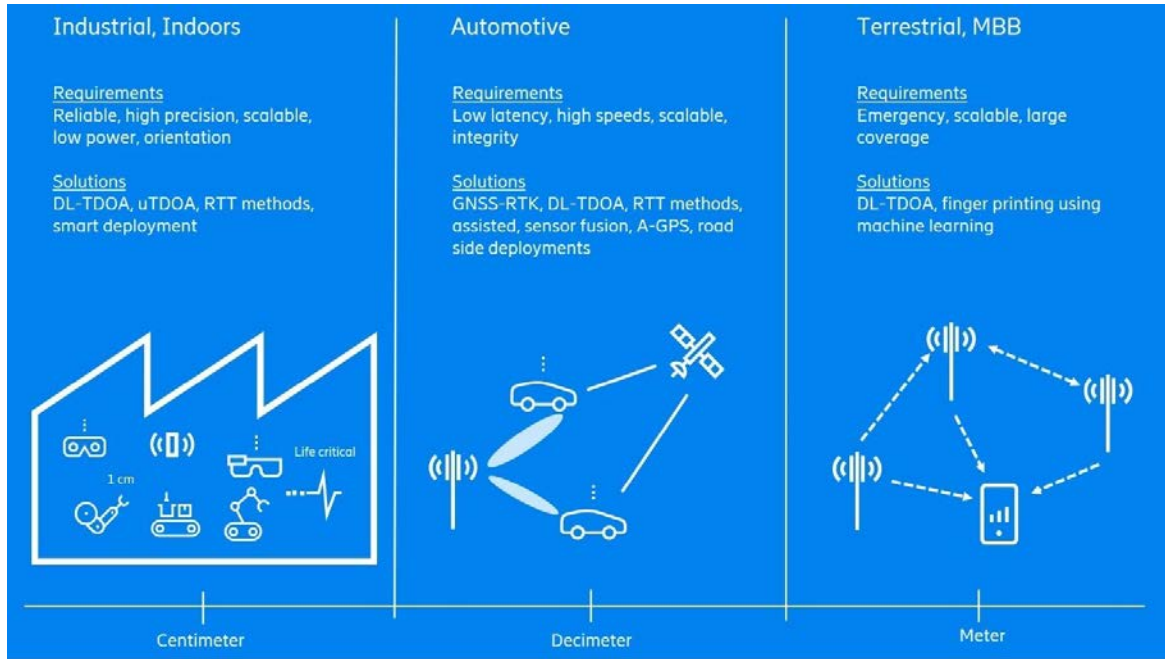 Industrial, Indoors
Requirements
Reliable, high precision, scalable,
low power, orientation
Solutions
DL-TDOA, uTDOA, RTT methods,
smart deployment
Life critical
1 cm
Centimeter
Automotive
Requirements
Low latency, high speeds, scalable,
integrity
Solutions
GNSS-RTK, DL-TDOA, RTT methods,
assisted, sensor fusion, A-GPS, road
side deployments
Decimeter
Terrestrial, MBB
Requirements
Emergency, scalable, large
coverage
Solutions
DL-TDOA, finger printing using
machine learning
Meter